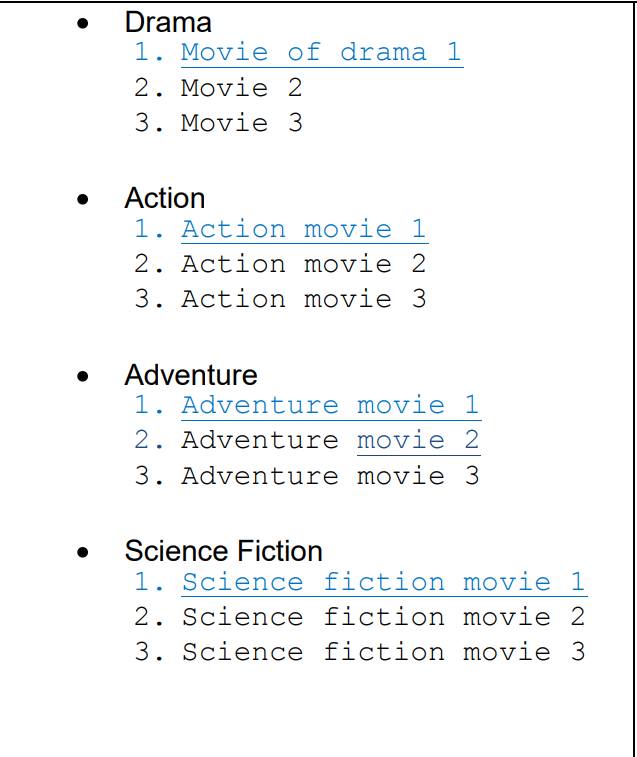 • Drama
1. Movie of drama 1
2. Movie 2
3. Movie 3
• Action
1. Action movie 1
2. Action movie 2
3. Action movie 3
• Adventure
1. Adventure movie 1
2. Adventure movie 2
3. Adventure movie 3
• Science Fiction
1. Science fiction movie 1
2. Science fiction movie 2
3. Science fiction movie 3